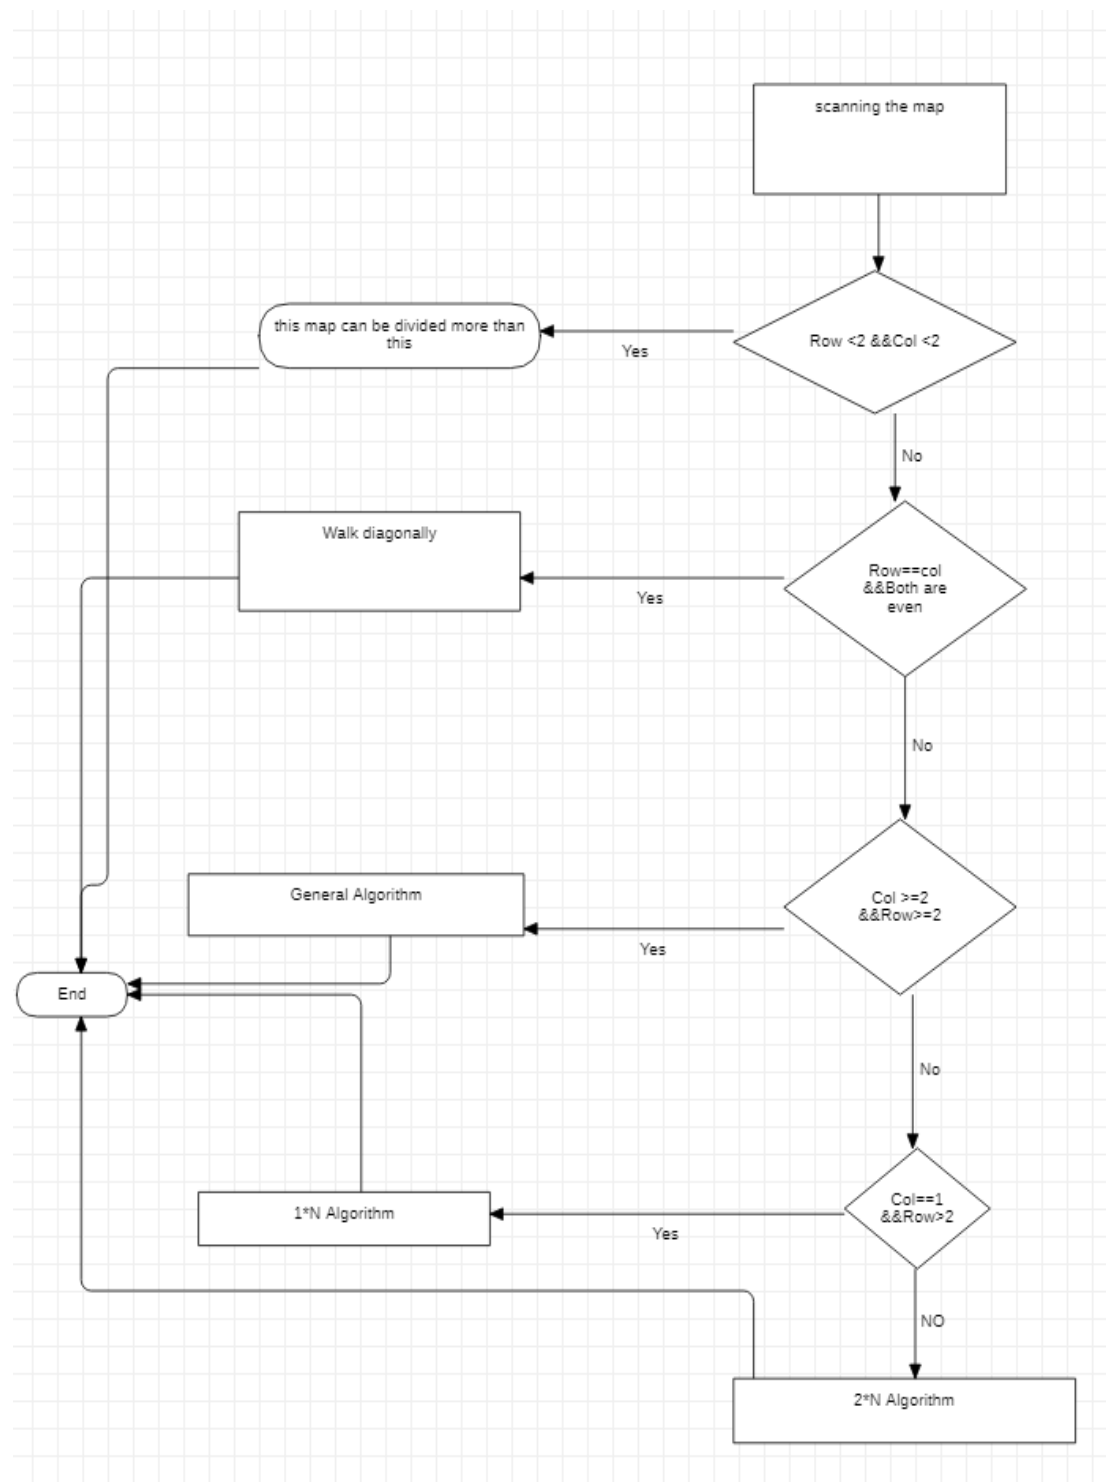 scanning the map
Row <2 &&Col <2
Yes
this map can be divided more than
this
No
Row==col
&&Both are
even
Yes
Walk diagonally
No
Col >=2
&&Row>=2
Yes
General Algorithm
End
No
Col==1
&&Row>2
Yes
1*N Algorithm
NO
2*N Algorithm